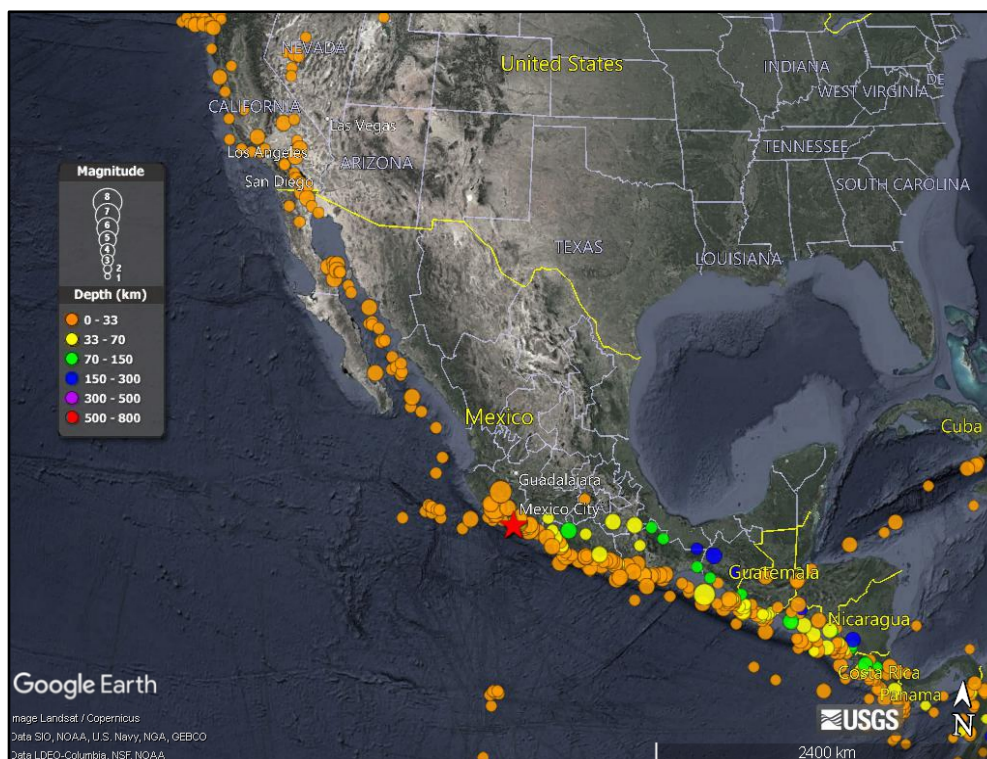 United States
NEVADA
INDIANA
DE
WEST VIRGINIA
CALIFORNIA
Las Vegas
TENNESSEE
Los Angeles
ARIZONA
San Diego
SOUTH CAROLINA
Magnitude
8
7
6
5
4
3
2
1
TEXAS
LOUISIANA
Depth (km)
0 - 33
33 - 70
70 - 150
150 - 300
300 - 500
500 - 800
Mexico
Cuba
Guadalajara
Mexico City
Guatemala
Nicaragua
Costa Rica
Panama
Google Earth
Image Landsat / Copernicus
Data SIO, NOAA, U.S. Navy, NGA, GEBCO
Data LDEO-Columbia, NSF, NOAA
USGS
N
2400 km